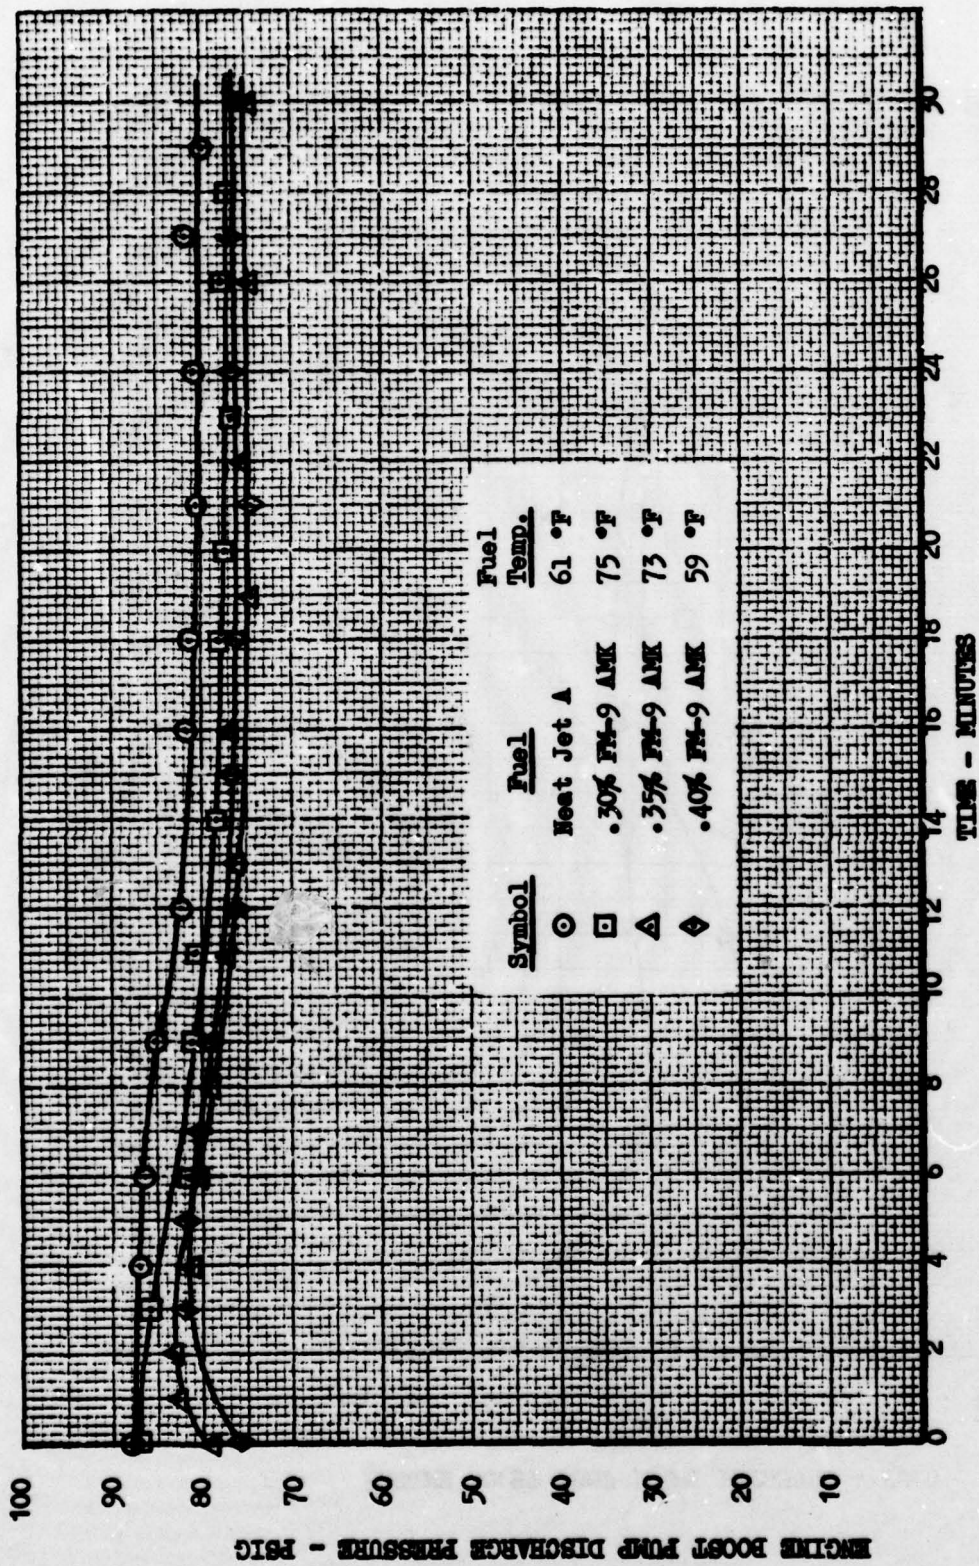 ENGINE BOOST PUMP DISCHARGE PRESSURE - PSIG
100
90
80
70
60
50
40
30
20
10
Symbol Fuel Fuel Temp.
⊙ Neat Jet A 61 °F
⊡ .30% FM-9 AMK 75 °F
△ .35% FM-9 AMK 73 °F
◇ .40% FM-9 AMK 59 °F
0 2 4 6 8 10 12 14 16 18 20 22 24 26 28 30
TIME - MINUTES